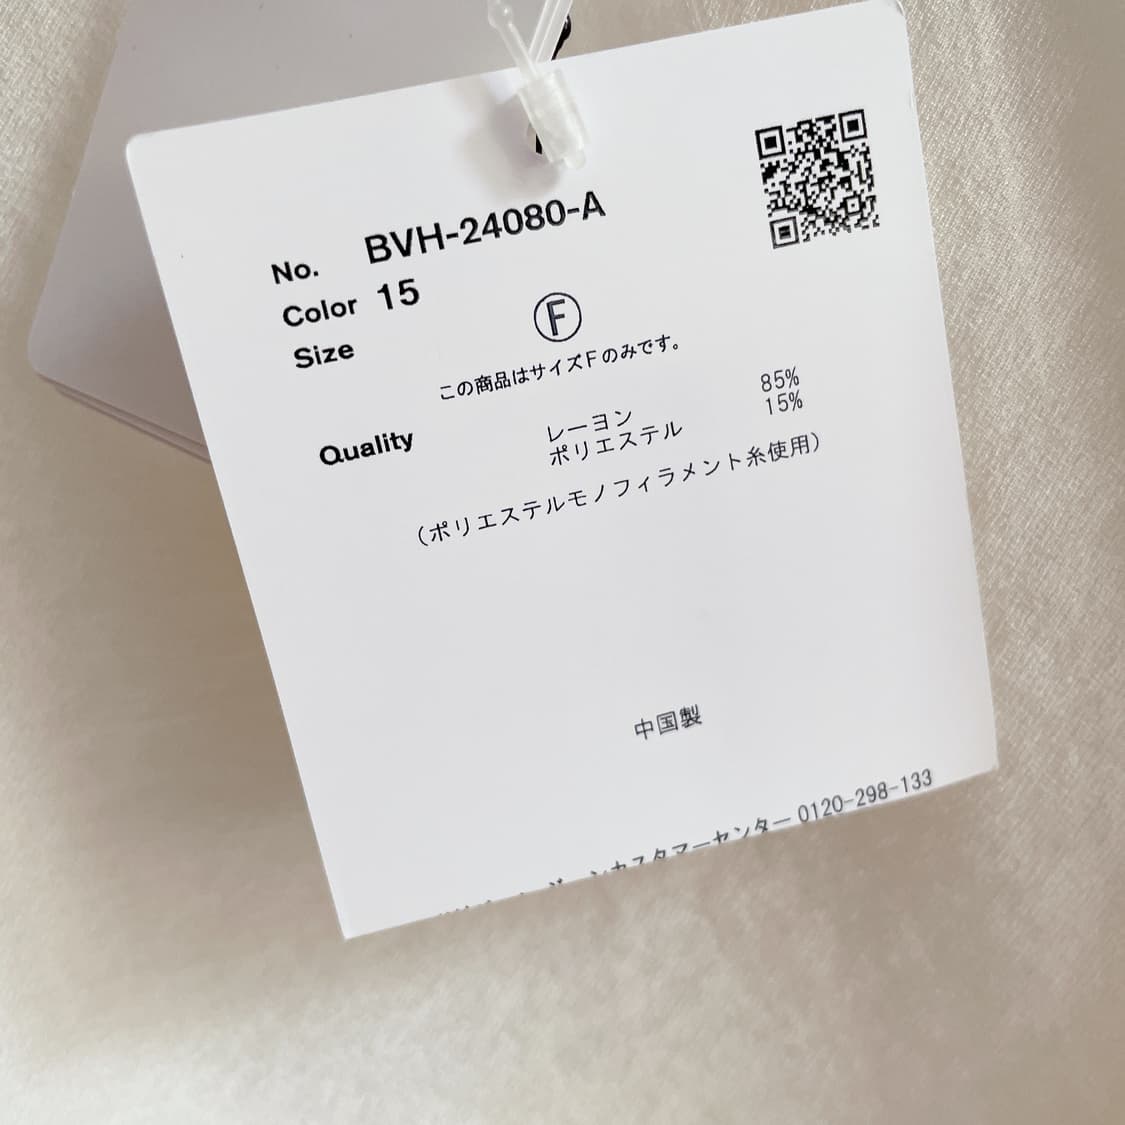 No. BVH-24080-A
Color 15
Size
F
この商品はサイズFのみです。
Quality
レーヨン 85%
ポリエステル 15%
(ポリエステルモノフィラメント糸使用)
中国製
カスタマーセンター 0120-298-133